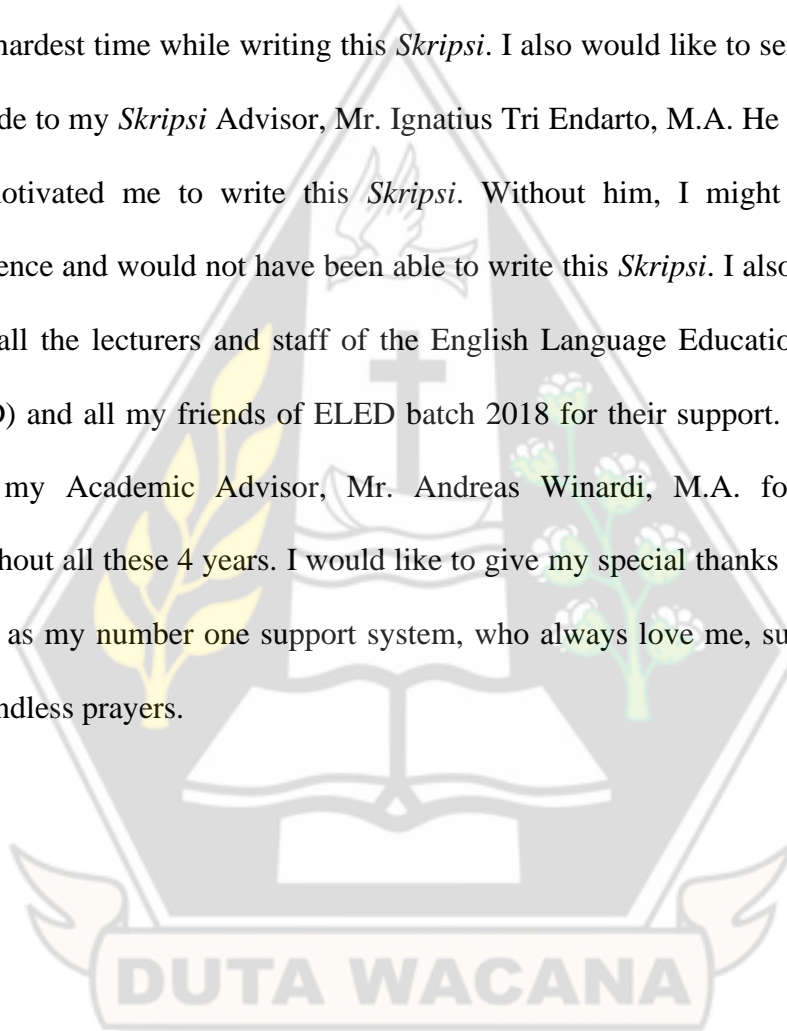 hardest time while writing this Skripsi. I also would like to se
de to my Skripsi Advisor, Mr. Ignatius Tri Endarto, M.A. He
otivated me to write this Skripsi. Without him, I might
ence and would not have been able to write this Skripsi. I also
all the lecturers and staff of the English Language Educatio
) and all my friends of ELED batch 2018 for their support.
my Academic Advisor, Mr. Andreas Winardi, M.A. fo
hout all these 4 years. I would like to give my special thanks
as my number one support system, who always love me, su
ndless prayers.
DUTA WACANA